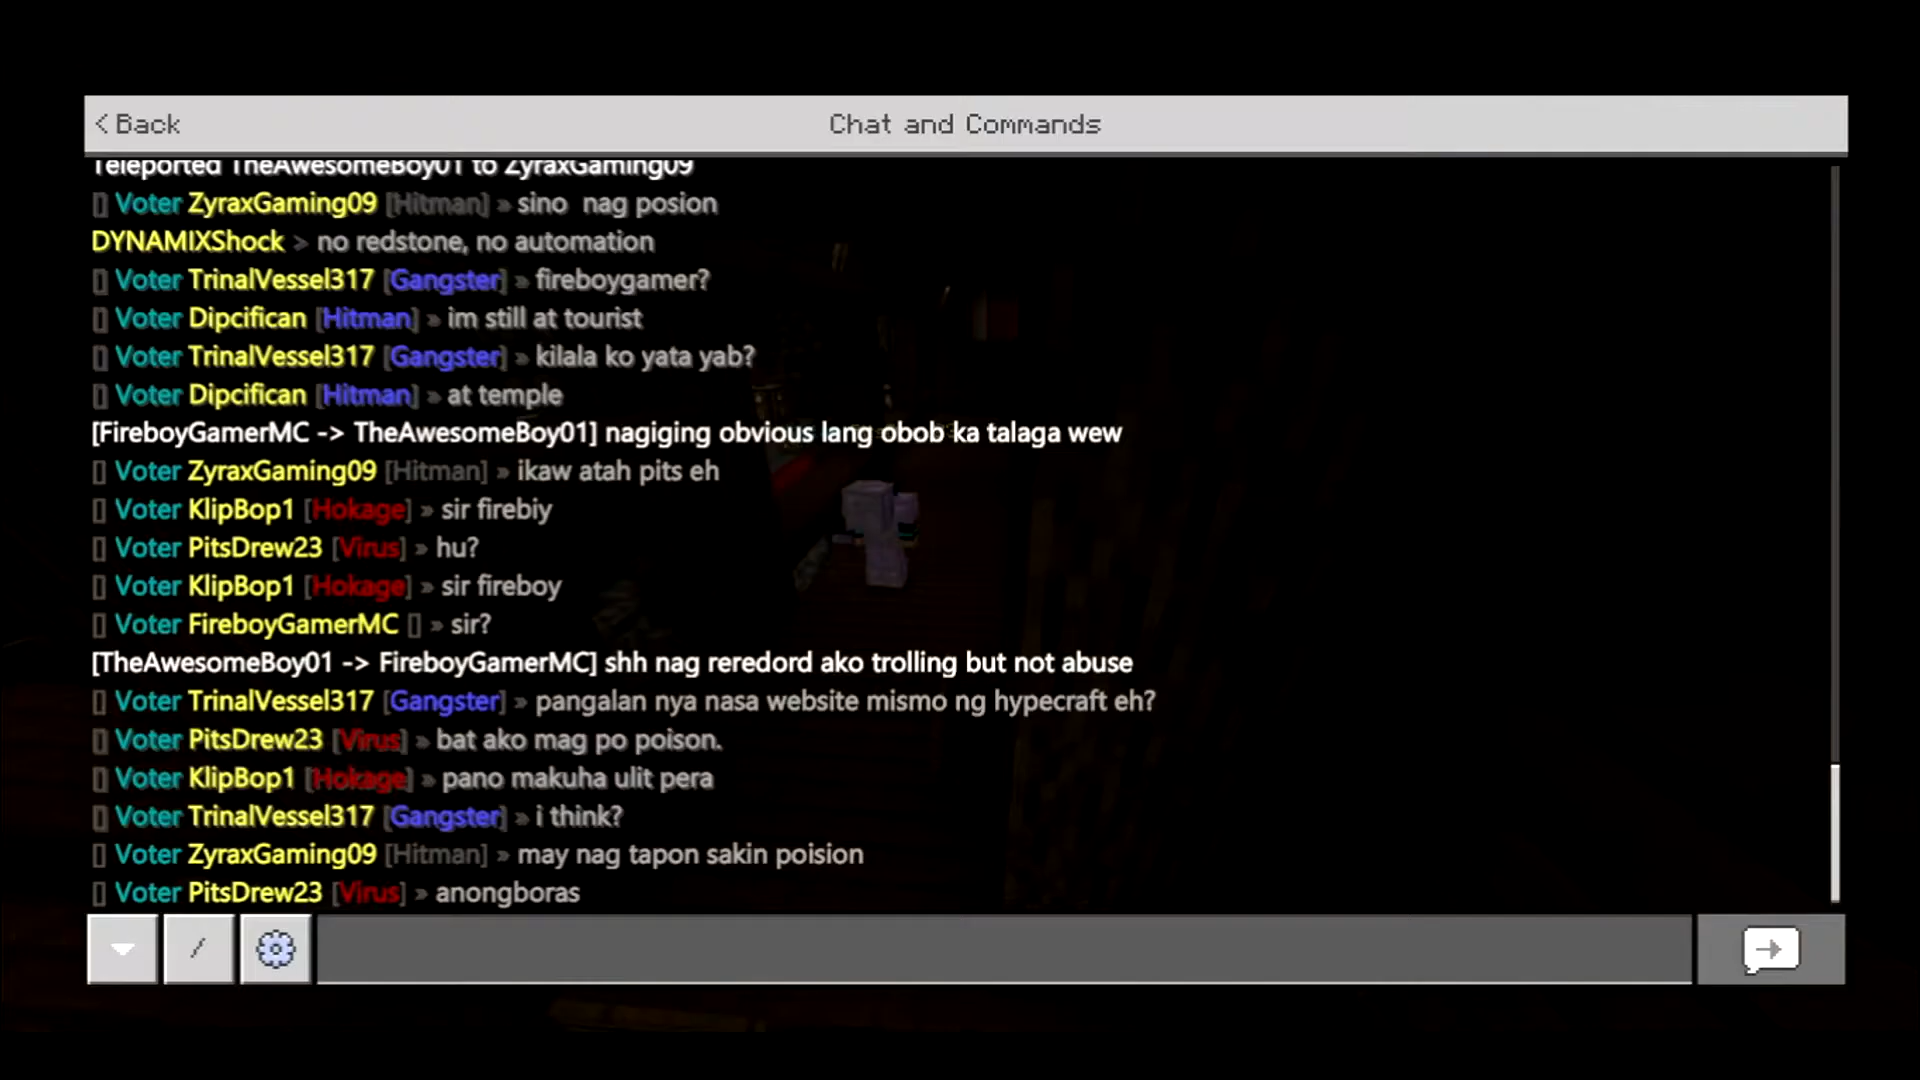 < Back
Chat and Commands
Teleported TheAwesomeBoy01 to ZyraxGaming09
[] Voter ZyraxGaming09 [Hitman] » sino  nag posion
DYNAMIXShock > no redstone, no automation
[] Voter TrinalVessel317 [Gangster] » fireboygamer?
[] Voter Dipcifican [Hitman] » im still at tourist
[] Voter TrinalVessel317 [Gangster] » kilala ko yata yab?
[] Voter Dipcifican [Hitman] » at temple
[FireboyGamerMC -> TheAwesomeBoy01] nagiging obvious lang obob ka talaga wew
[] Voter ZyraxGaming09 [Hitman] » ikaw atah pits eh
[] Voter KlipBop1 [Hokage] » sir firebiy
[] Voter PitsDrew23 [Virus] » hu?
[] Voter KlipBop1 [Hokage] » sir fireboy
[] Voter FireboyGamerMC [] » sir?
[TheAwesomeBoy01 -> FireboyGamerMC] shh nag reredord ako trolling but not abuse
[] Voter TrinalVessel317 [Gangster] » pangalan nya nasa website mismo ng hypecraft eh?
[] Voter PitsDrew23 [Virus] » bat ako mag po poison.
[] Voter KlipBop1 [Hokage] » pano makuha ulit pera
[] Voter TrinalVessel317 [Gangster] » i think?
[] Voter ZyraxGaming09 [Hitman] » may nag tapon sakin poision
[] Voter PitsDrew23 [Virus] » anongboras
/